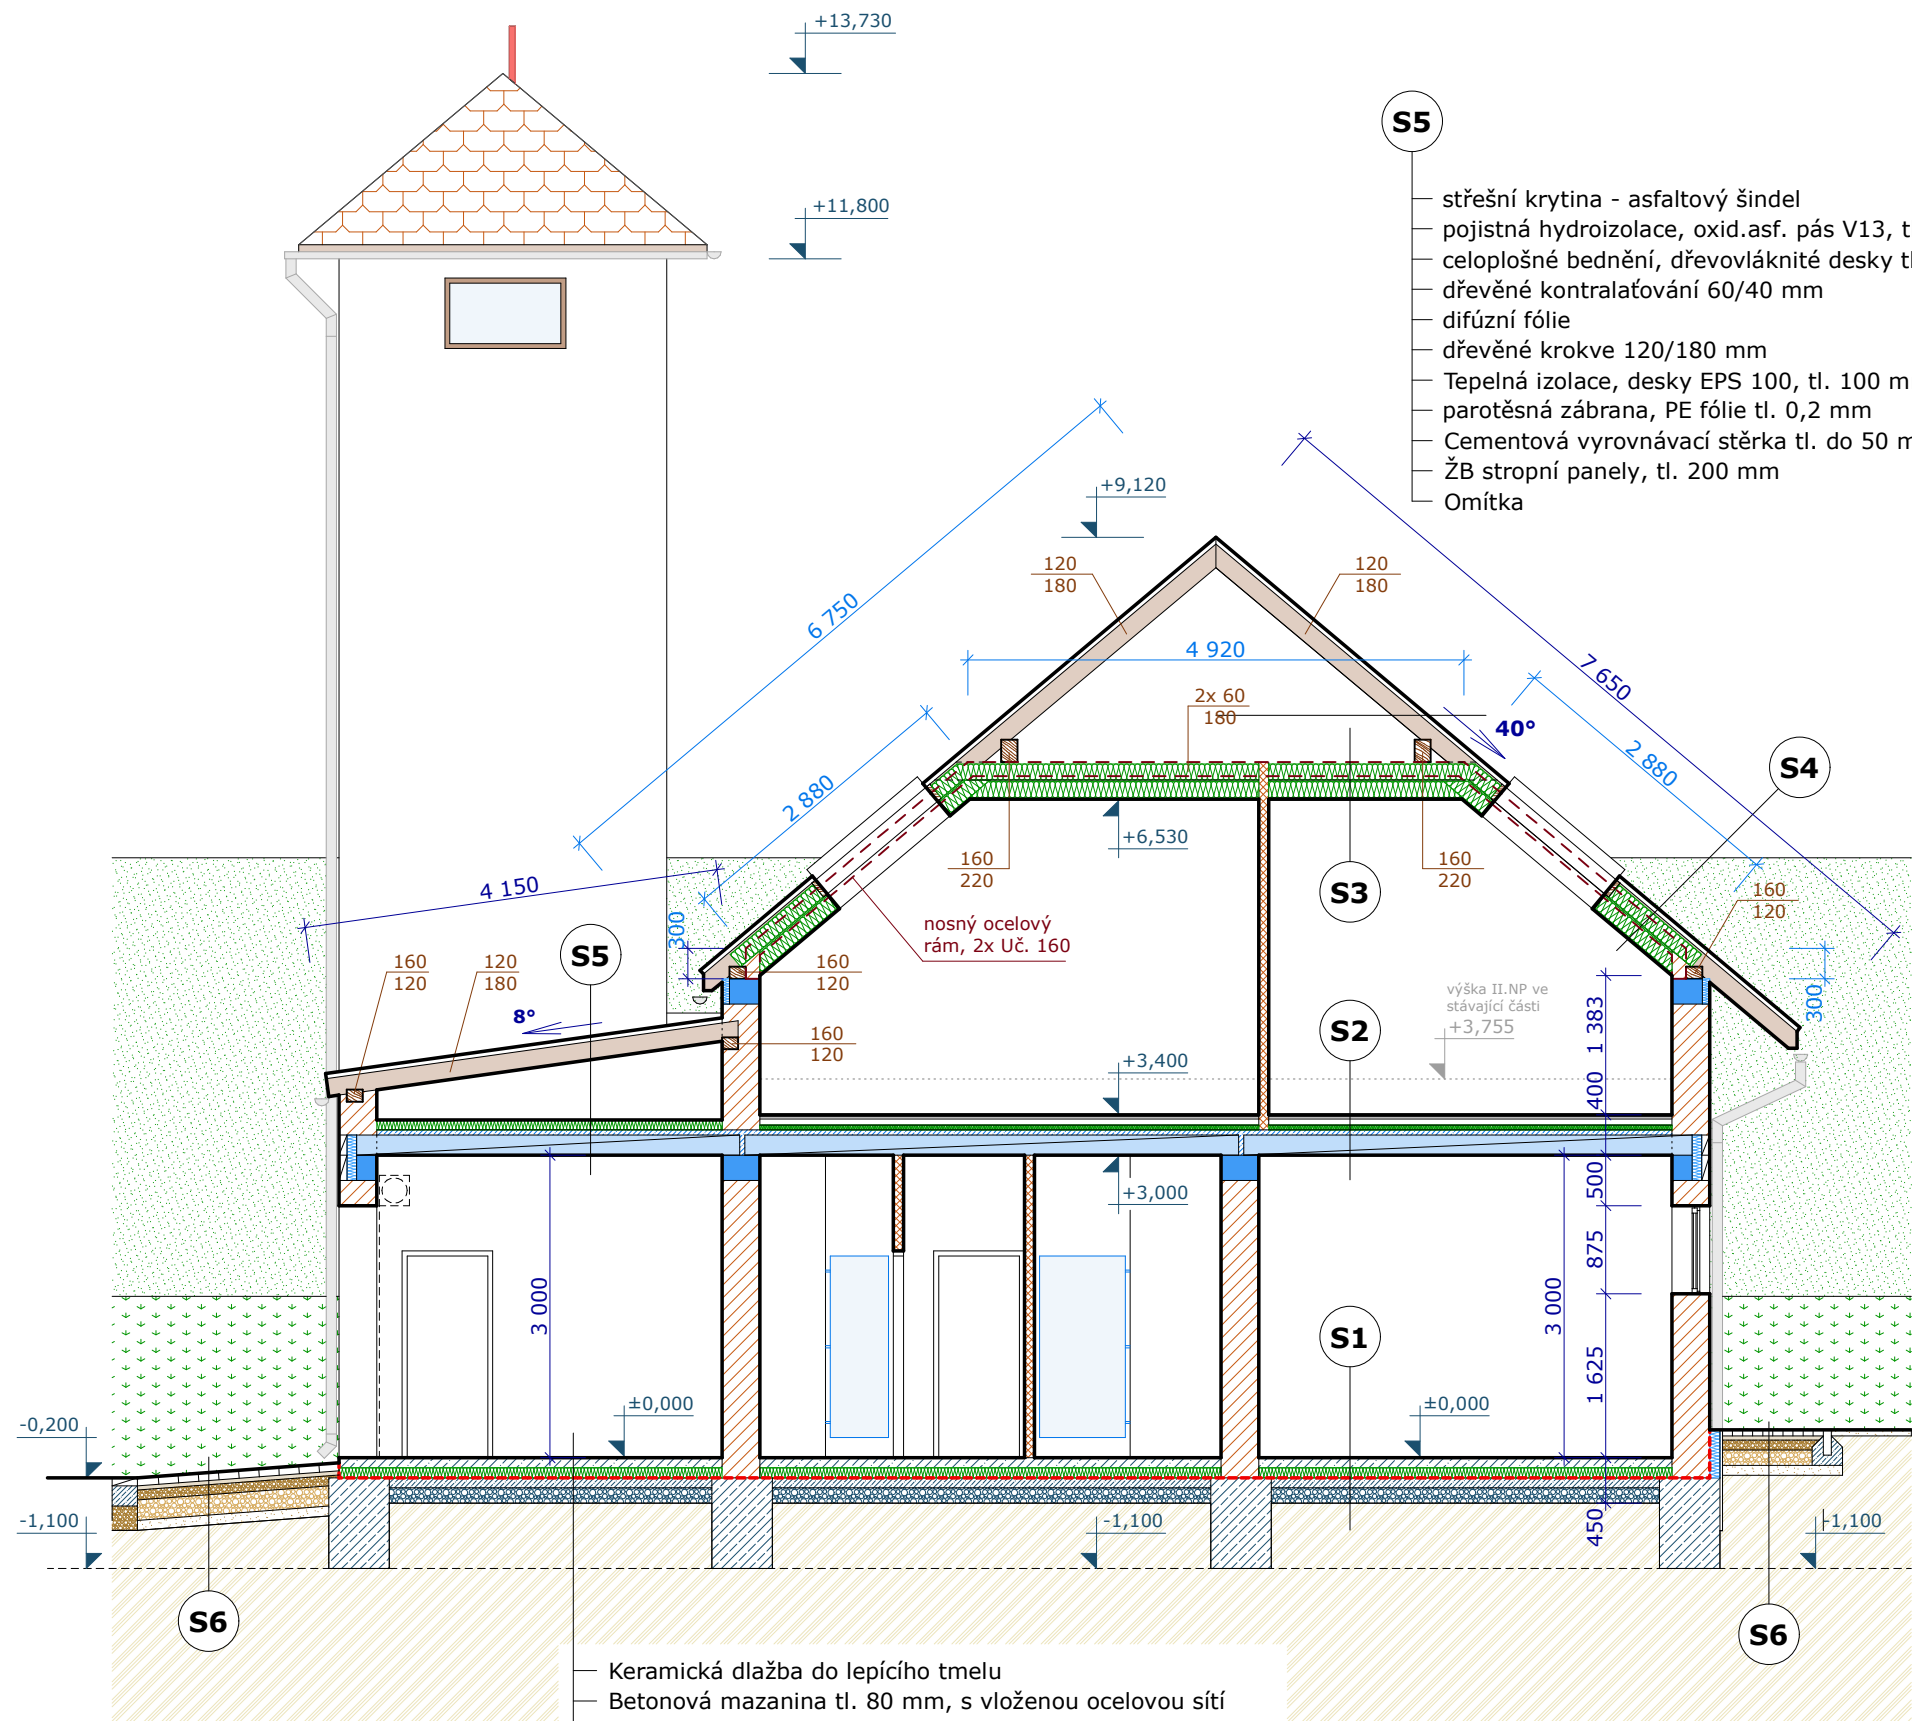 +13,730
+11,800
S5
střešní krytina - asfaltový šindel
pojistná hydroizolace, oxid.asf. pás V13, t
celoplošné bednění, dřevovláknité desky tl
dřevěné kontralaťování 60/40 mm
difúzní fólie
dřevěné krokve 120/180 mm
Tepelná izolace, desky EPS 100, tl. 100 m
parotěsná zábrana, PE fólie tl. 0,2 mm
Cementová vyrovnávací stěrka tl. do 50 m
ŽB stropní panely, tl. 200 mm
Omítka
+9,120
120
180
120
180
6 750
4 920
7 650
2x 60
180
40°
2 880
2 880
S4
+6,530
160
220
160
220
4 150
S3
160
120
nosný ocelový
rám, 2x Uč. 160
300
S5
160
120
120
180
160
120
8°
160
120
výška II.NP ve
stávající části
+3,755
S2
1 383
300
+3,400
400
+3,000
500
875
3 000
3 000
S1
1 625
±0,000
±0,000
-0,200
-1,100
-1,100
450
-1,100
S6
S6
Keramická dlažba do lepícího tmelu
Betonová mazanina tl. 80 mm, s vloženou ocelovou sítí